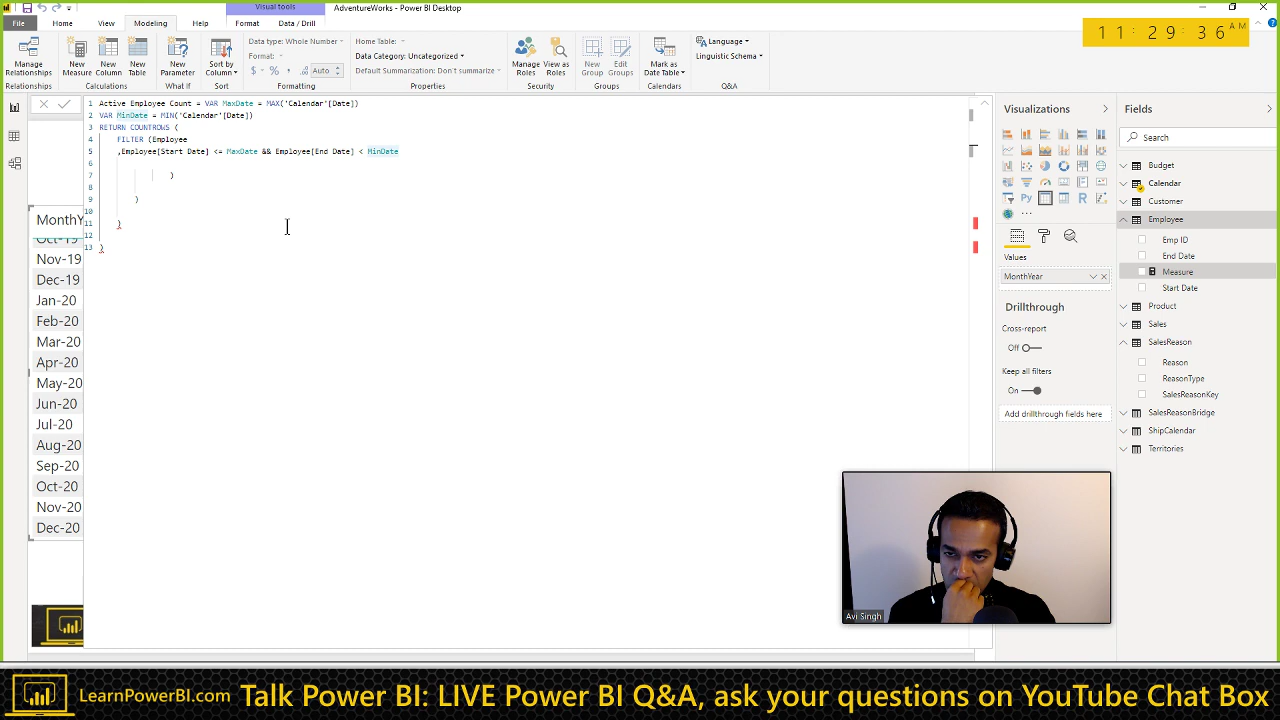 Visual tools
AdventureWorks - Power BI Desktop
File
Home
View
Modeling
Help
Format
Data / Drill
11:29:36 AM
Manage Relationships
New Measure
New Column
New Table
New Parameter
Sort by Column
Data type: Whole Number
Format:
$ % , Auto
Home Table:
Data Category: Uncategorized
Default Summarization: Don't summarize
Manage Roles
View as Roles
New Group
Edit Groups
Mark as Date Table
Language
Linguistic Schema
Relationships
Calculations
What If
Sort
Formatting
Properties
Security
Groups
Calendars
Q&A
1 Active Employee Count = VAR MaxDate = MAX('Calendar'[Date])
2 VAR MinDate = MIN('Calendar'[Date])
3 RETURN COUNTROWS (
4 FILTER (Employee
5 ,Employee[Start Date] <= MaxDate && Employee[End Date] < MinDate
6
7 )
8
9 )
10
11 )
12
13 )
MonthY
Oct-19
Nov-19
Dec-19
Jan-20
Feb-20
Mar-20
Apr-20
May-20
Jun-20
Jul-20
Aug-20
Sep-20
Oct-20
Nov-20
Dec-20
Visualizations
Py
R
Values
MonthYear
Drillthrough
Cross-report
Off
Keep all filters
On
Add drillthrough fields here
Fields
Search
Budget
Calendar
Customer
Employee
Emp ID
End Date
Measure
Start Date
Product
Sales
SalesReason
Reason
ReasonType
SalesReasonKey
SalesReasonBridge
ShipCalendar
Territories
Avi Singh
LearnPowerBI.com
Talk Power BI: LIVE Power BI Q&A, ask your questions on YouTube Chat Box